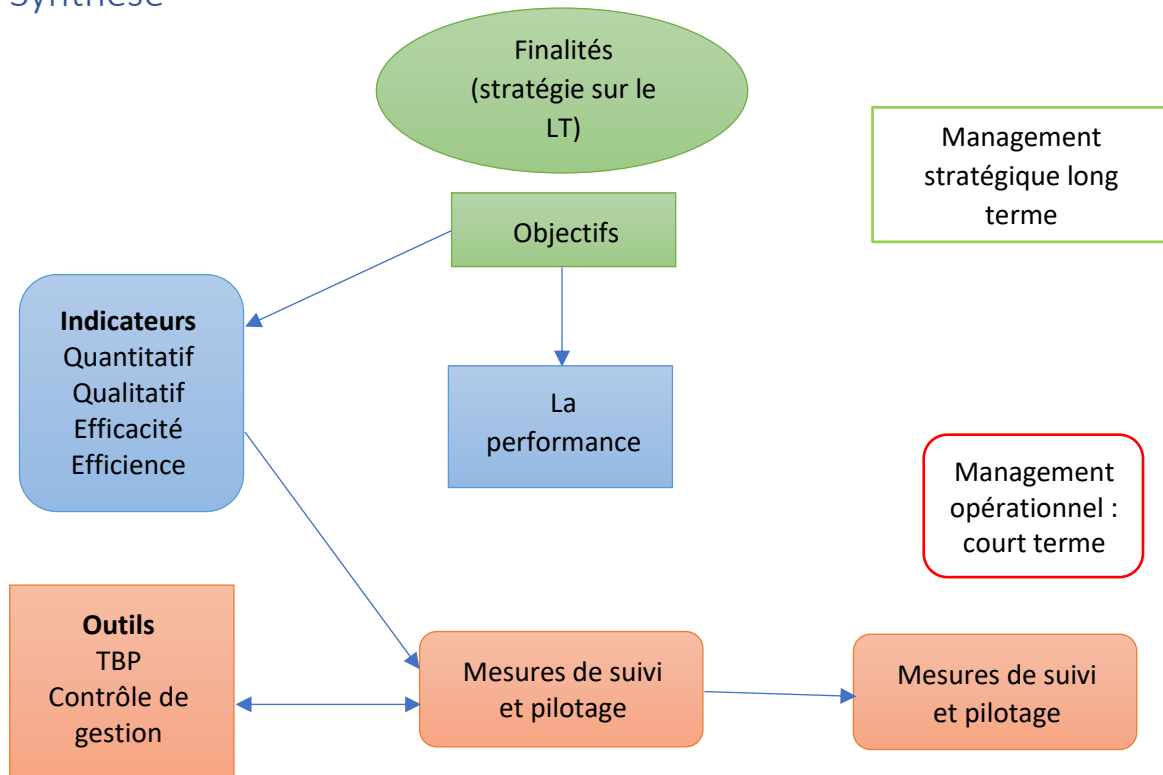 Synthèse
Finalités
(stratégie sur le
LT)
Management
stratégique long
terme
Objectifs
Indicateurs
Quantitatif
Qualitatif
Efficacité
Efficience
La
performance
Management
opérationnel :
court terme
Outils
TBP
Contrôle de
gestion
Mesures de suivi
et pilotage
Mesures de suivi
et pilotage